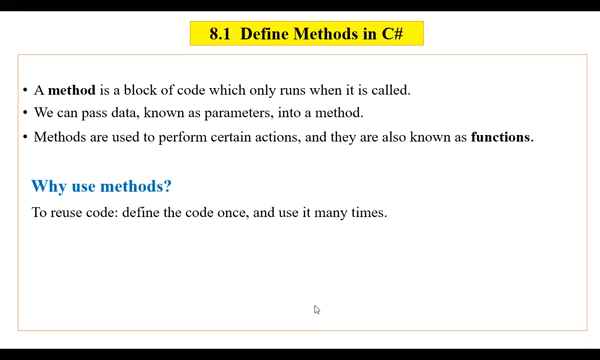 8.1 Define Methods in C#
• A method is a block of code which only runs when it is called.
• We can pass data, known as parameters, into a method.
• Methods are used to perform certain actions, and they are also known as functions.
Why use methods?
To reuse code: define the code once, and use it many times.